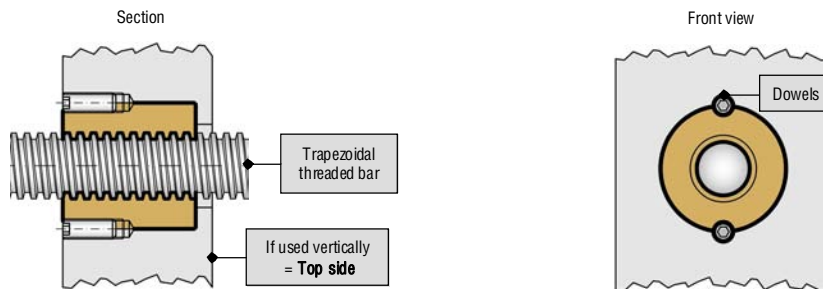 Section
Front view
Dowels
Trapezoidal
threaded bar
If used vertically
= Top side